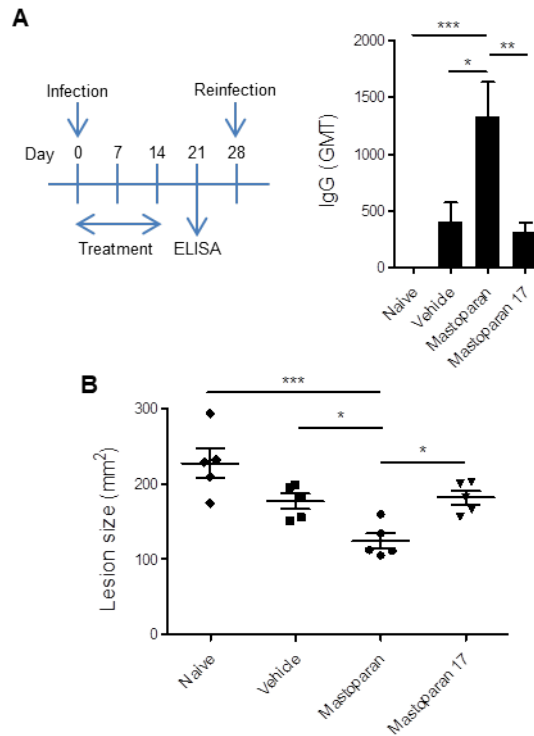 A
Infection
Reinfection
Day 0 7 14 21 28
Treatment
ELISA
IgG (GMT)
2000
1500
1000
500
0
***
*
**
Naive
Vehicle
Mastoparan
Mastoparan 17
B
Lesion size (mm²)
300
200
100
0
***
*
*
Naive
Vehicle
Mastoparan
Mastoparan 17